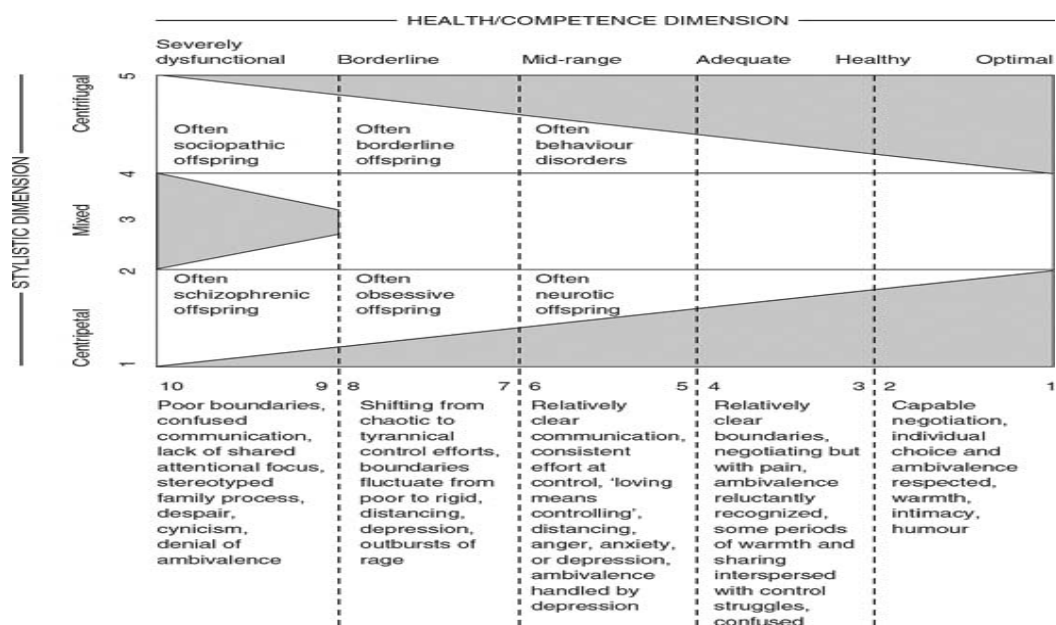 HEALTH/COMPETENCE DIMENSION
Severely
dysfunctional
Borderline
Mid-range
Adequate
Healthy
Optimal
STYLISTIC DIMENSION
Centrifugal
Mixed
Centripetal
5
4
3
2
1
Often
sociopathic
offspring
Often
borderline
offspring
Often
behaviour
disorders
Often
schizophrenic
offspring
Often
obsessive
offspring
Often
neurotic
offspring
10 9 8 7 6 5 4 3 2 1
Poor boundaries,
confused
communication,
lack of shared
attentional focus,
stereotyped
family process,
despair,
cynicism,
denial of
ambivalence
Shifting from
chaotic to
tyrannical
control efforts,
boundaries
fluctuate from
poor to rigid,
distancing,
depression,
outbursts of
rage
Relatively
clear
communication,
consistent
effort at
control, ‘loving
means
controlling’,
distancing,
anger, anxiety,
or depression,
ambivalence
handled by
depression
Relatively
clear
boundaries,
negotiating but
with pain,
ambivalence
reluctantly
recognized,
some periods
of warmth and
sharing
interspersed
with control
struggles,
confused
Capable
negotiation,
individual
choice and
ambivalence
respected,
warmth,
intimacy,
humour